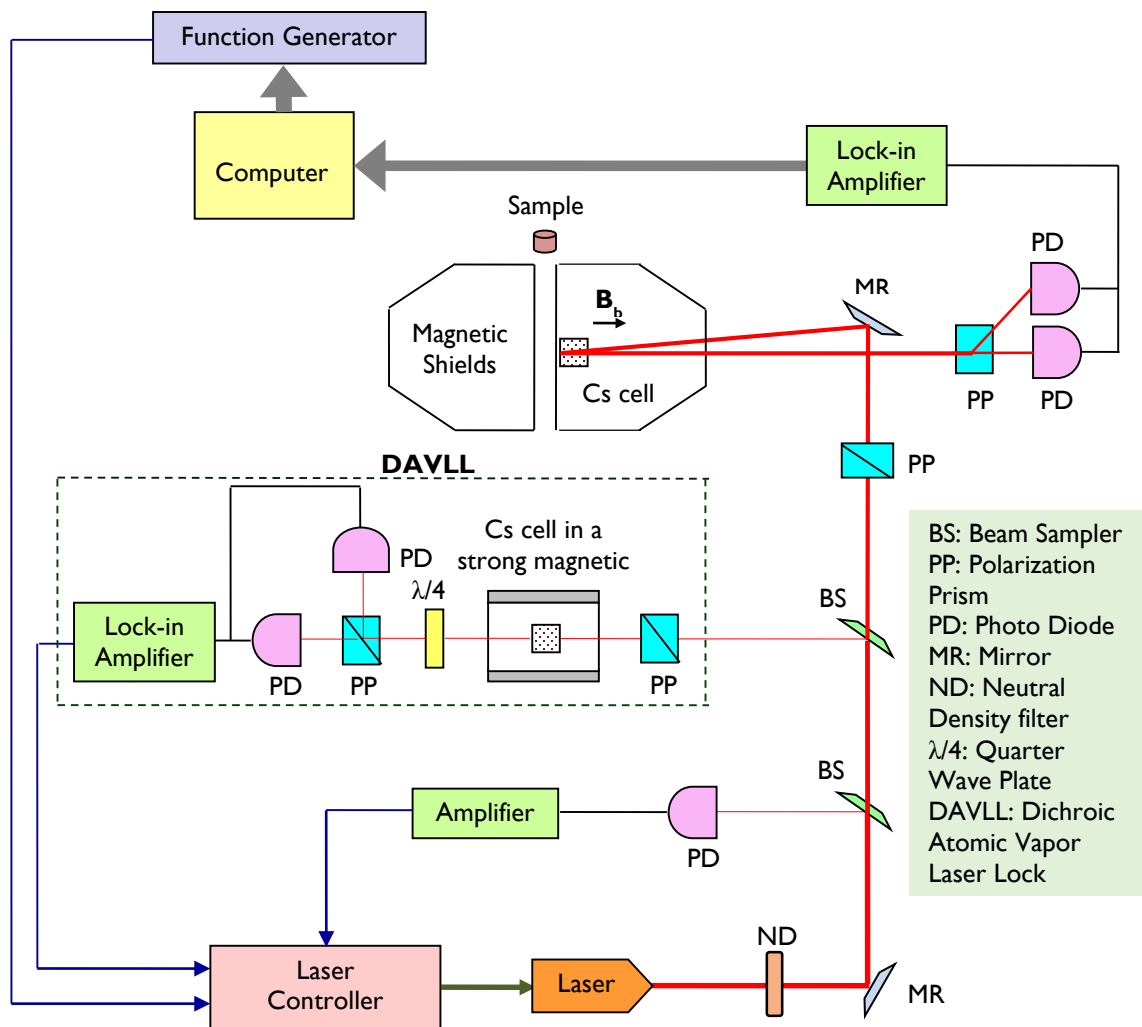 Function Generator
Computer
Lock-in
Amplifier
Sample
PD
MR
B_b
Magnetic
Shields
Cs cell
PP
PD
PP
DAVLL
Cs cell in a
strong magnetic
PD
λ/4
BS
Lock-in
Amplifier
PD
PP
PP
BS: Beam Sampler
PP: Polarization
Prism
PD: Photo Diode
MR: Mirror
ND: Neutral
Density filter
λ/4: Quarter
Wave Plate
DAVLL: Dichroic
Atomic Vapor
Laser Lock
BS
Amplifier
PD
ND
Laser
Controller
Laser
MR